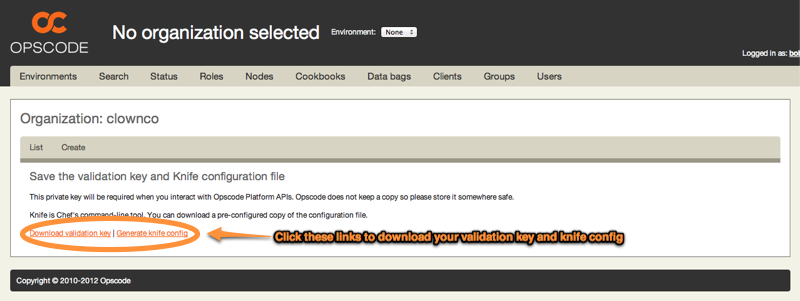 OPSCODE
No organization selected
Environment: None
Logged in as: bol
Environments Search Status Roles Nodes Cookbooks Data bags Clients Groups Users
Organization: clownco
List Create
Save the validation key and Knife configuration file
This private key will be required when you interact with Opscode Platform APIs. Opscode does not keep a copy so please store it somewhere safe.
Knife is Chef's command-line tool. You can download a pre-configured copy of the configuration file.
Download validation key | Generate knife config
Click these links to download your validation key and knife config
Copyright © 2010-2012 Opscode